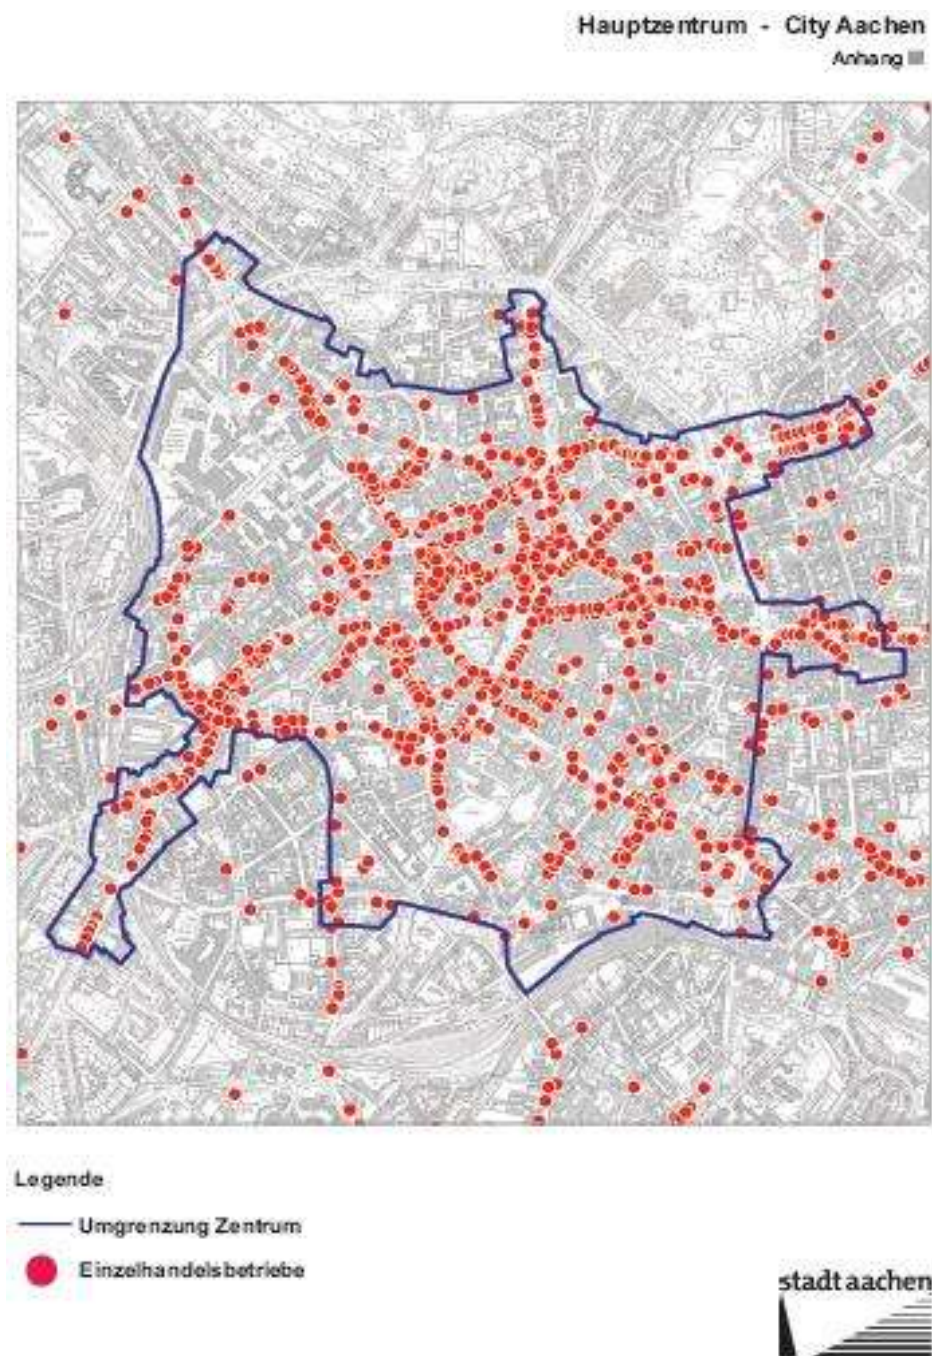 Hauptzentrum - City Aachen
Anhang
Legende
Umgrenzung Zentrum
Einzelhandelsbetriebe
stadt aachen